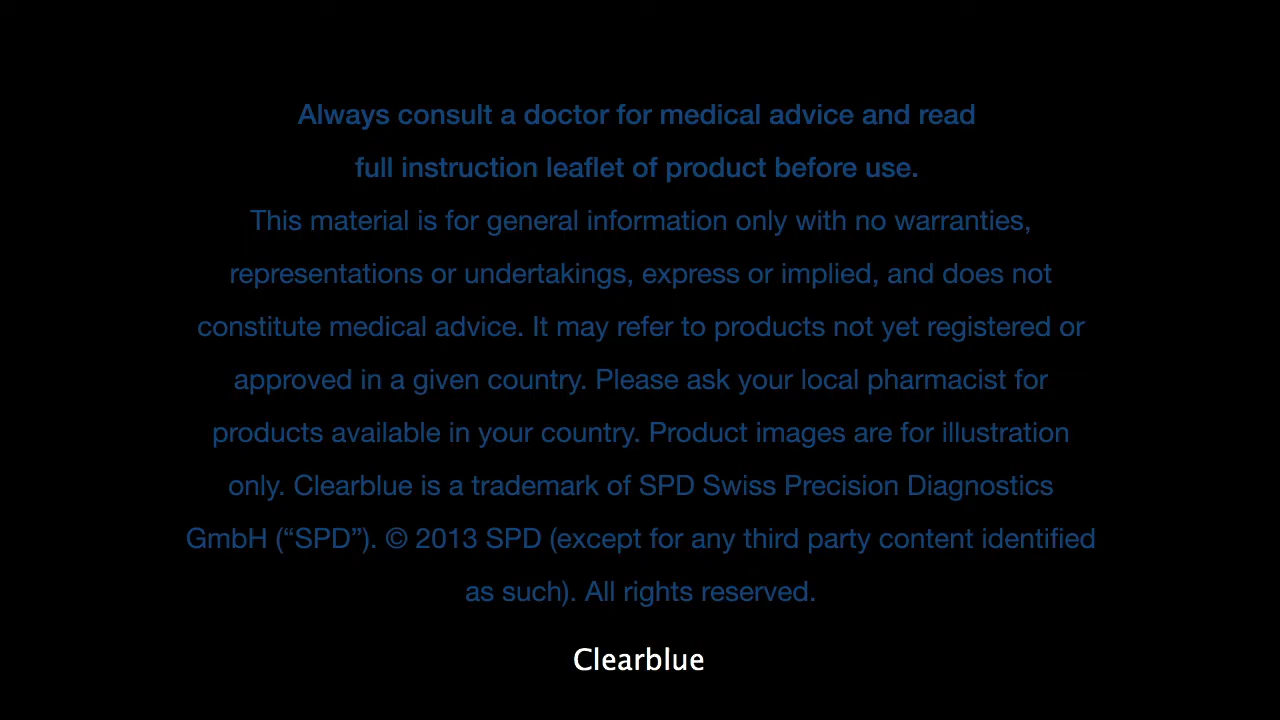 Always consult a doctor for medical advice and read
full instruction leaflet of product before use.
This material is for general information only with no warranties,
representations or undertakings, express or implied, and does not
constitute medical advice. It may refer to products not yet registered or
approved in a given country. Please ask your local pharmacist for
products available in your country. Product images are for illustration
only. Clearblue is a trademark of SPD Swiss Precision Diagnostics
GmbH (“SPD”). © 2013 SPD (except for any third party content identified
as such). All rights reserved.
Clearblue